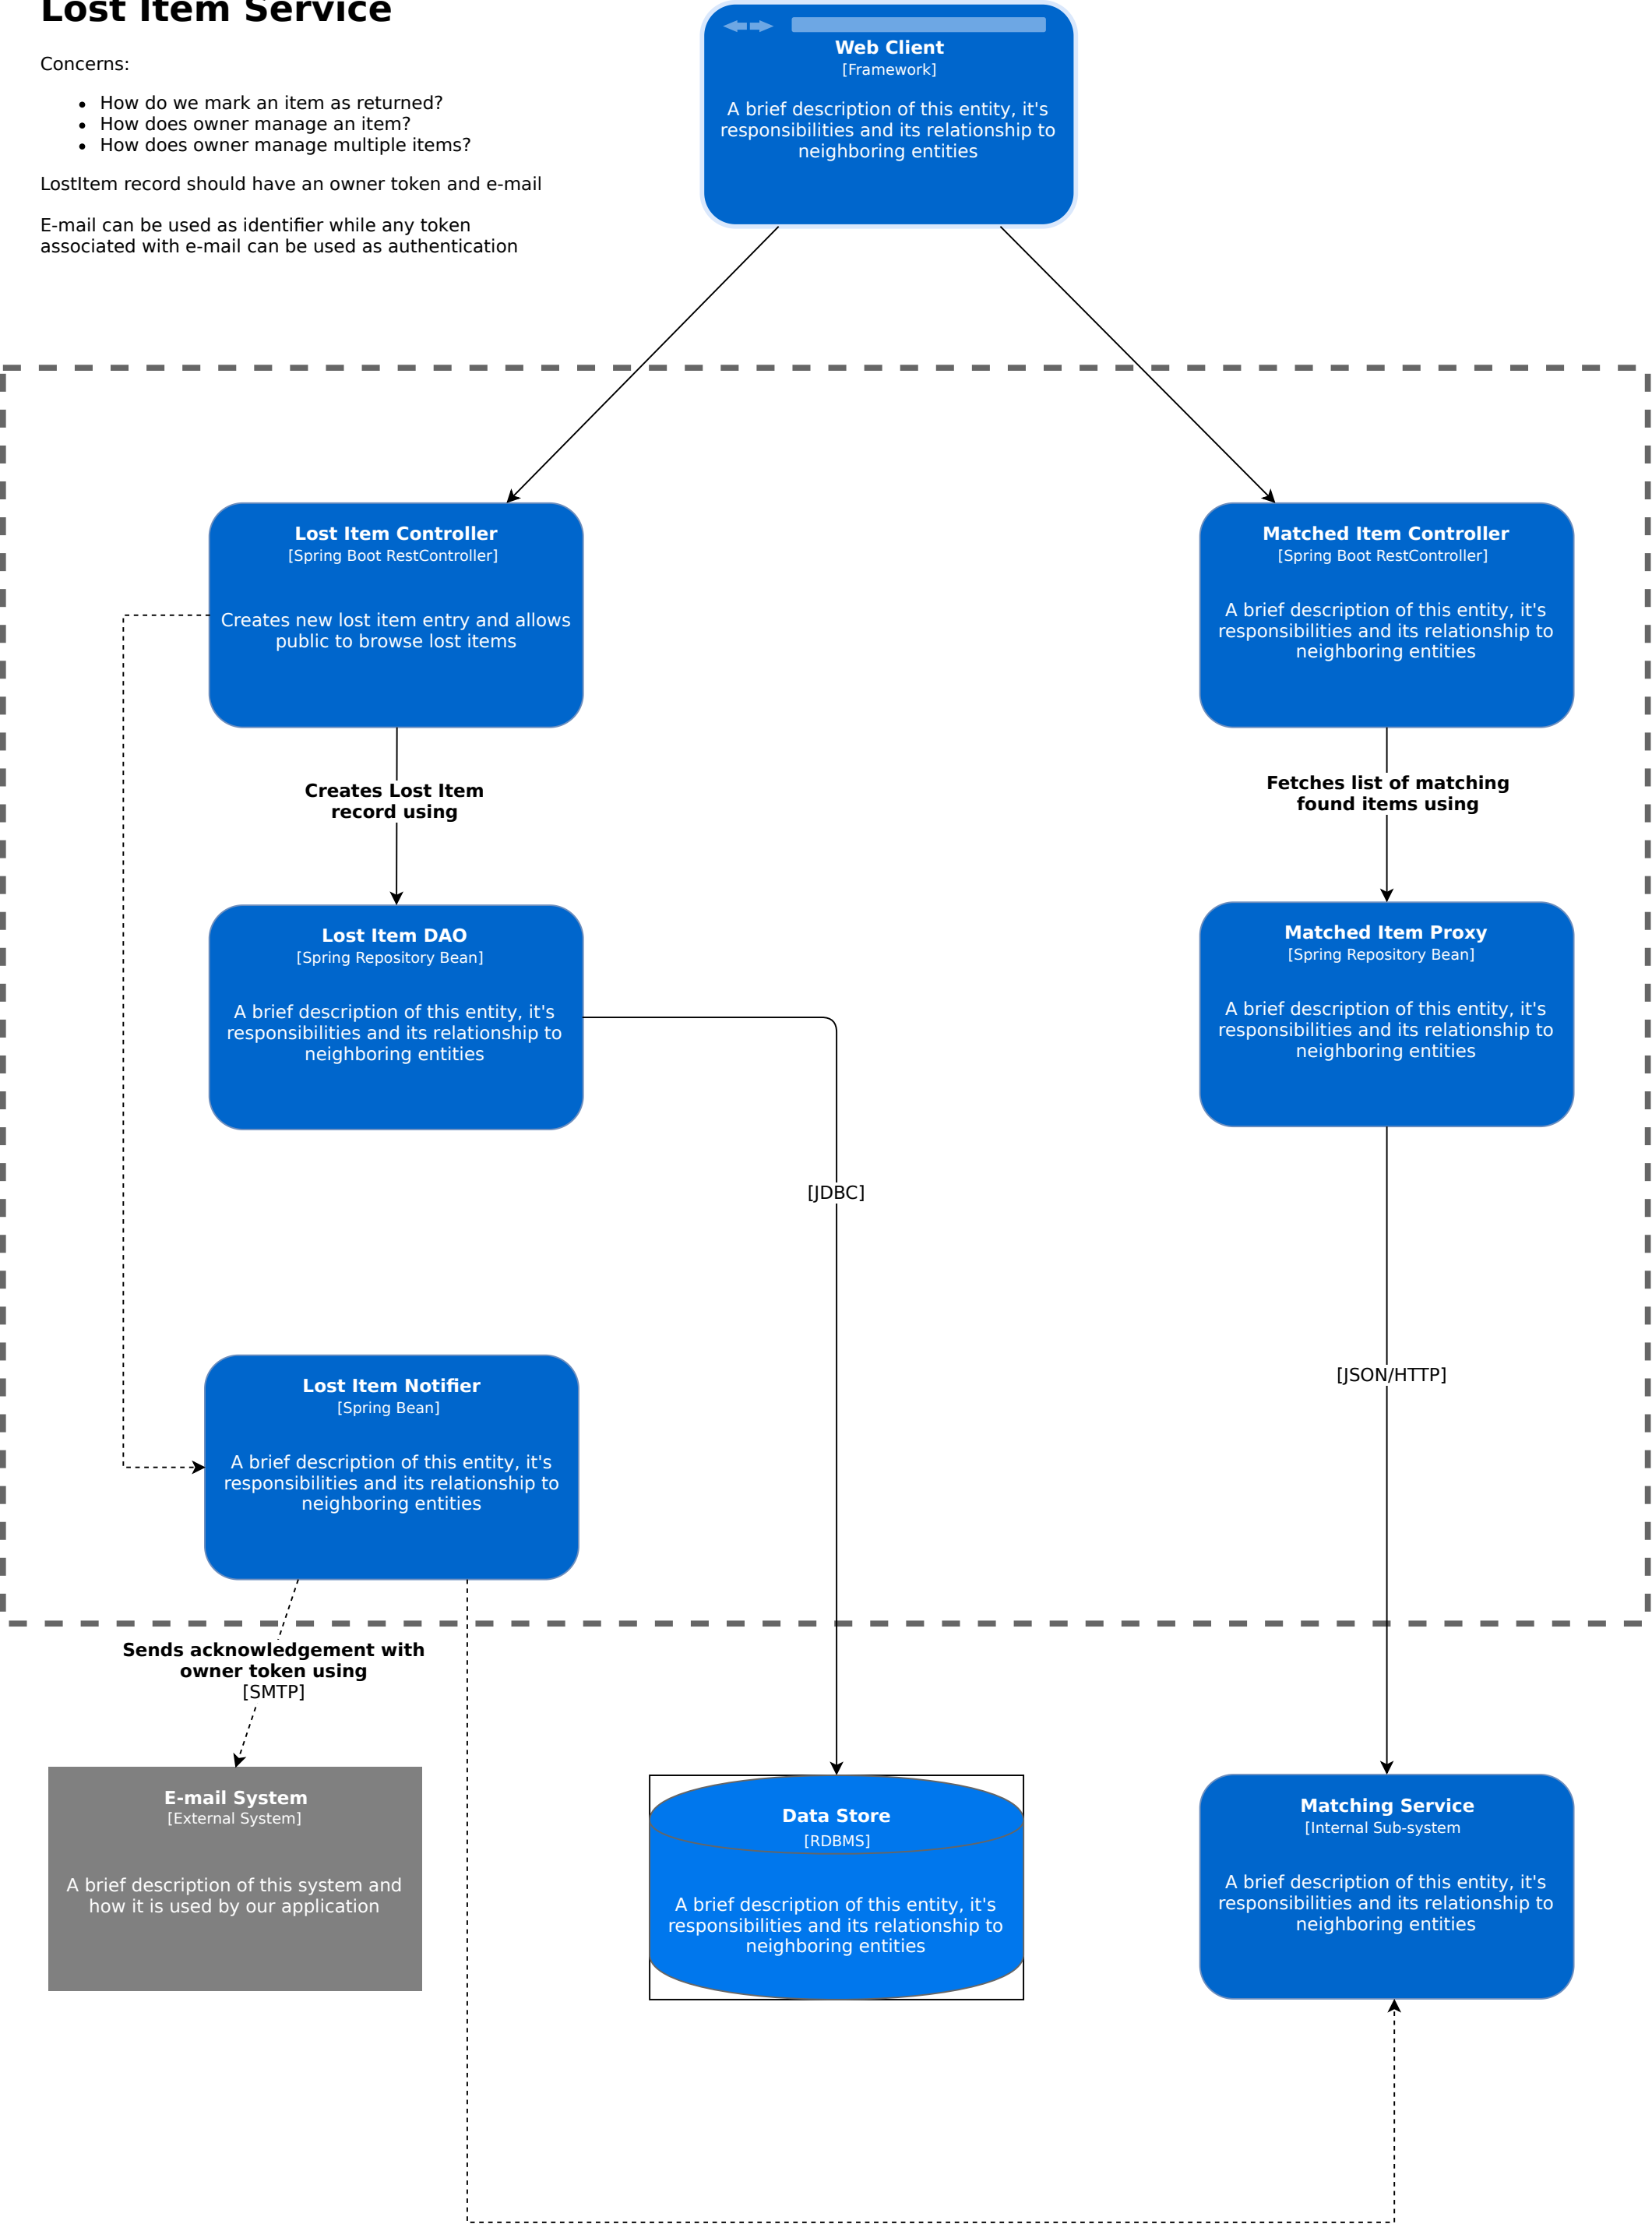 Lost Item Service
Concerns:
How do we mark an item as returned?
How does owner manage an item?
How does owner manage multiple items?
LostItem record should have an owner token and e-mail
E-mail can be used as identifier while any token
associated with e-mail can be used as authentication
Web Client
[Framework]
A brief description of this entity, it's
responsibilities and its relationship to
neighboring entities
Lost Item Controller
[Spring Boot RestController]
Creates new lost item entry and allows
public to browse lost items
Matched Item Controller
[Spring Boot RestController]
A brief description of this entity, it's
responsibilities and its relationship to
neighboring entities
Creates Lost Item
record using
Fetches list of matching
found items using
Lost Item DAO
[Spring Repository Bean]
A brief description of this entity, it's
responsibilities and its relationship to
neighboring entities
Matched Item Proxy
[Spring Repository Bean]
A brief description of this entity, it's
responsibilities and its relationship to
neighboring entities
[JDBC]
[JSON/HTTP]
Lost Item Notifier
[Spring Bean]
A brief description of this entity, it's
responsibilities and its relationship to
neighboring entities
Sends acknowledgement with
owner token using
[SMTP]
E-mail System
[External System]
A brief description of this system and
how it is used by our application
Data Store
[RDBMS]
A brief description of this entity, it's
responsibilities and its relationship to
neighboring entities
Matching Service
[Internal Sub-system
A brief description of this entity, it's
responsibilities and its relationship to
neighboring entities